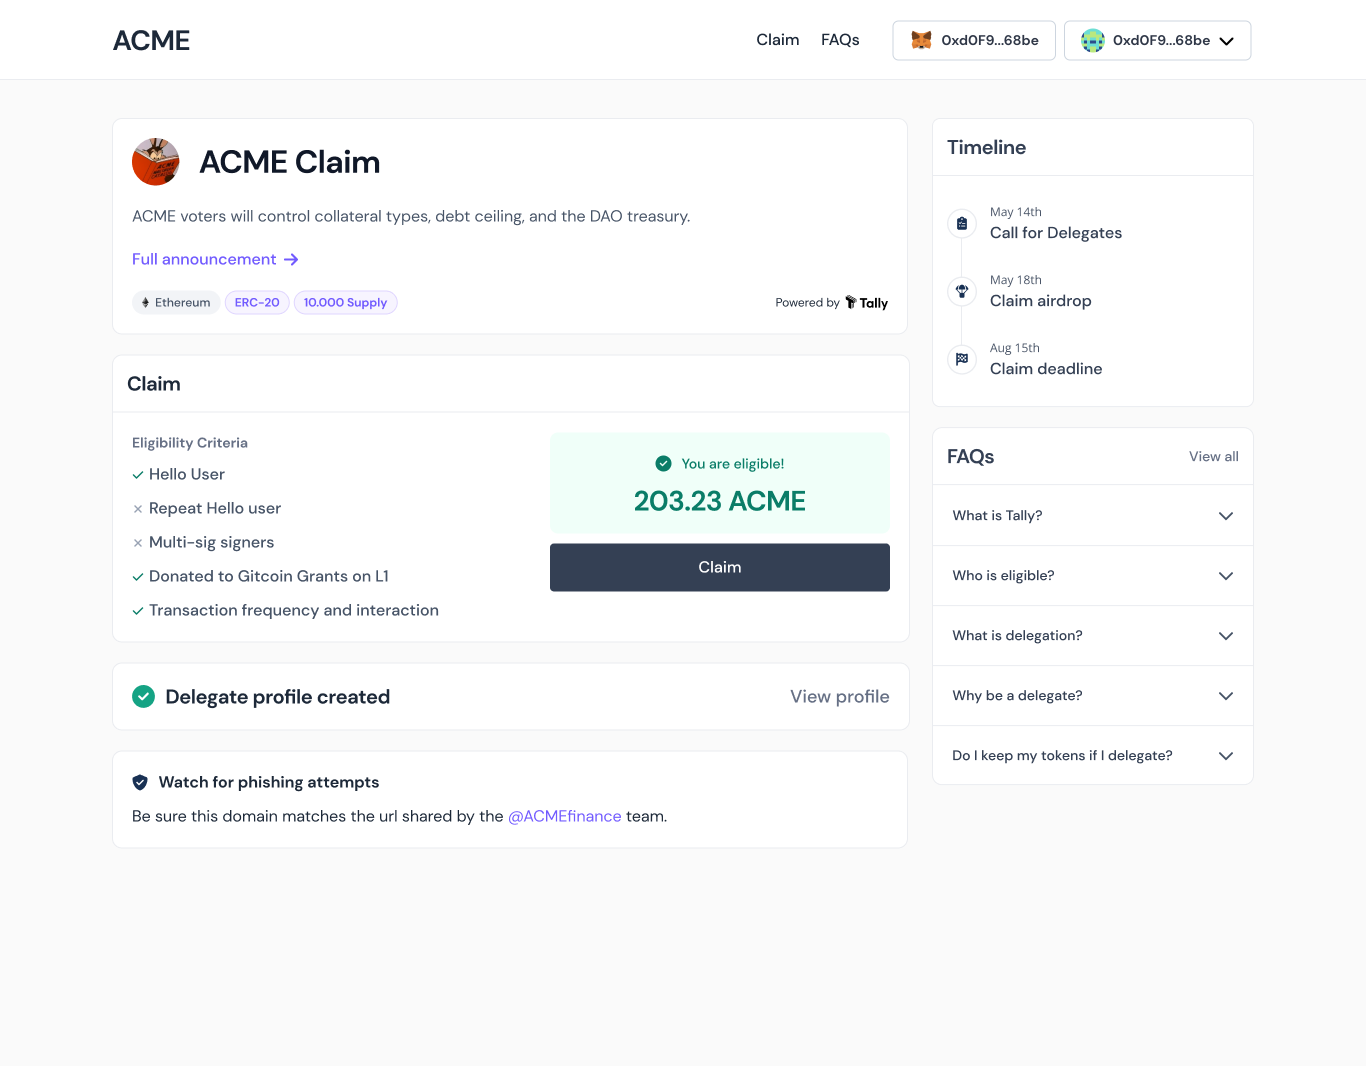 ACME
Claim
FAQs
0xd0F9...68be
0xd0F9...68be
ACME Claim
ACME voters will control collateral types, debt ceiling, and the DAO treasury.
Full announcement
Ethereum
ERC-20
10.000 Supply
Powered by Tally
Claim
Eligibility Criteria
Hello User
Repeat Hello user
Multi-sig signers
Donated to Gitcoin Grants on L1
Transaction frequency and interaction
You are eligible!
203.23 ACME
Claim
Delegate profile created
View profile
Watch for phishing attempts
Be sure this domain matches the url shared by the @ACMEfinance team.
Timeline
May 14th
Call for Delegates
May 18th
Claim airdrop
Aug 15th
Claim deadline
FAQs
View all
What is Tally?
Who is eligible?
What is delegation?
Why be a delegate?
Do I keep my tokens if I delegate?